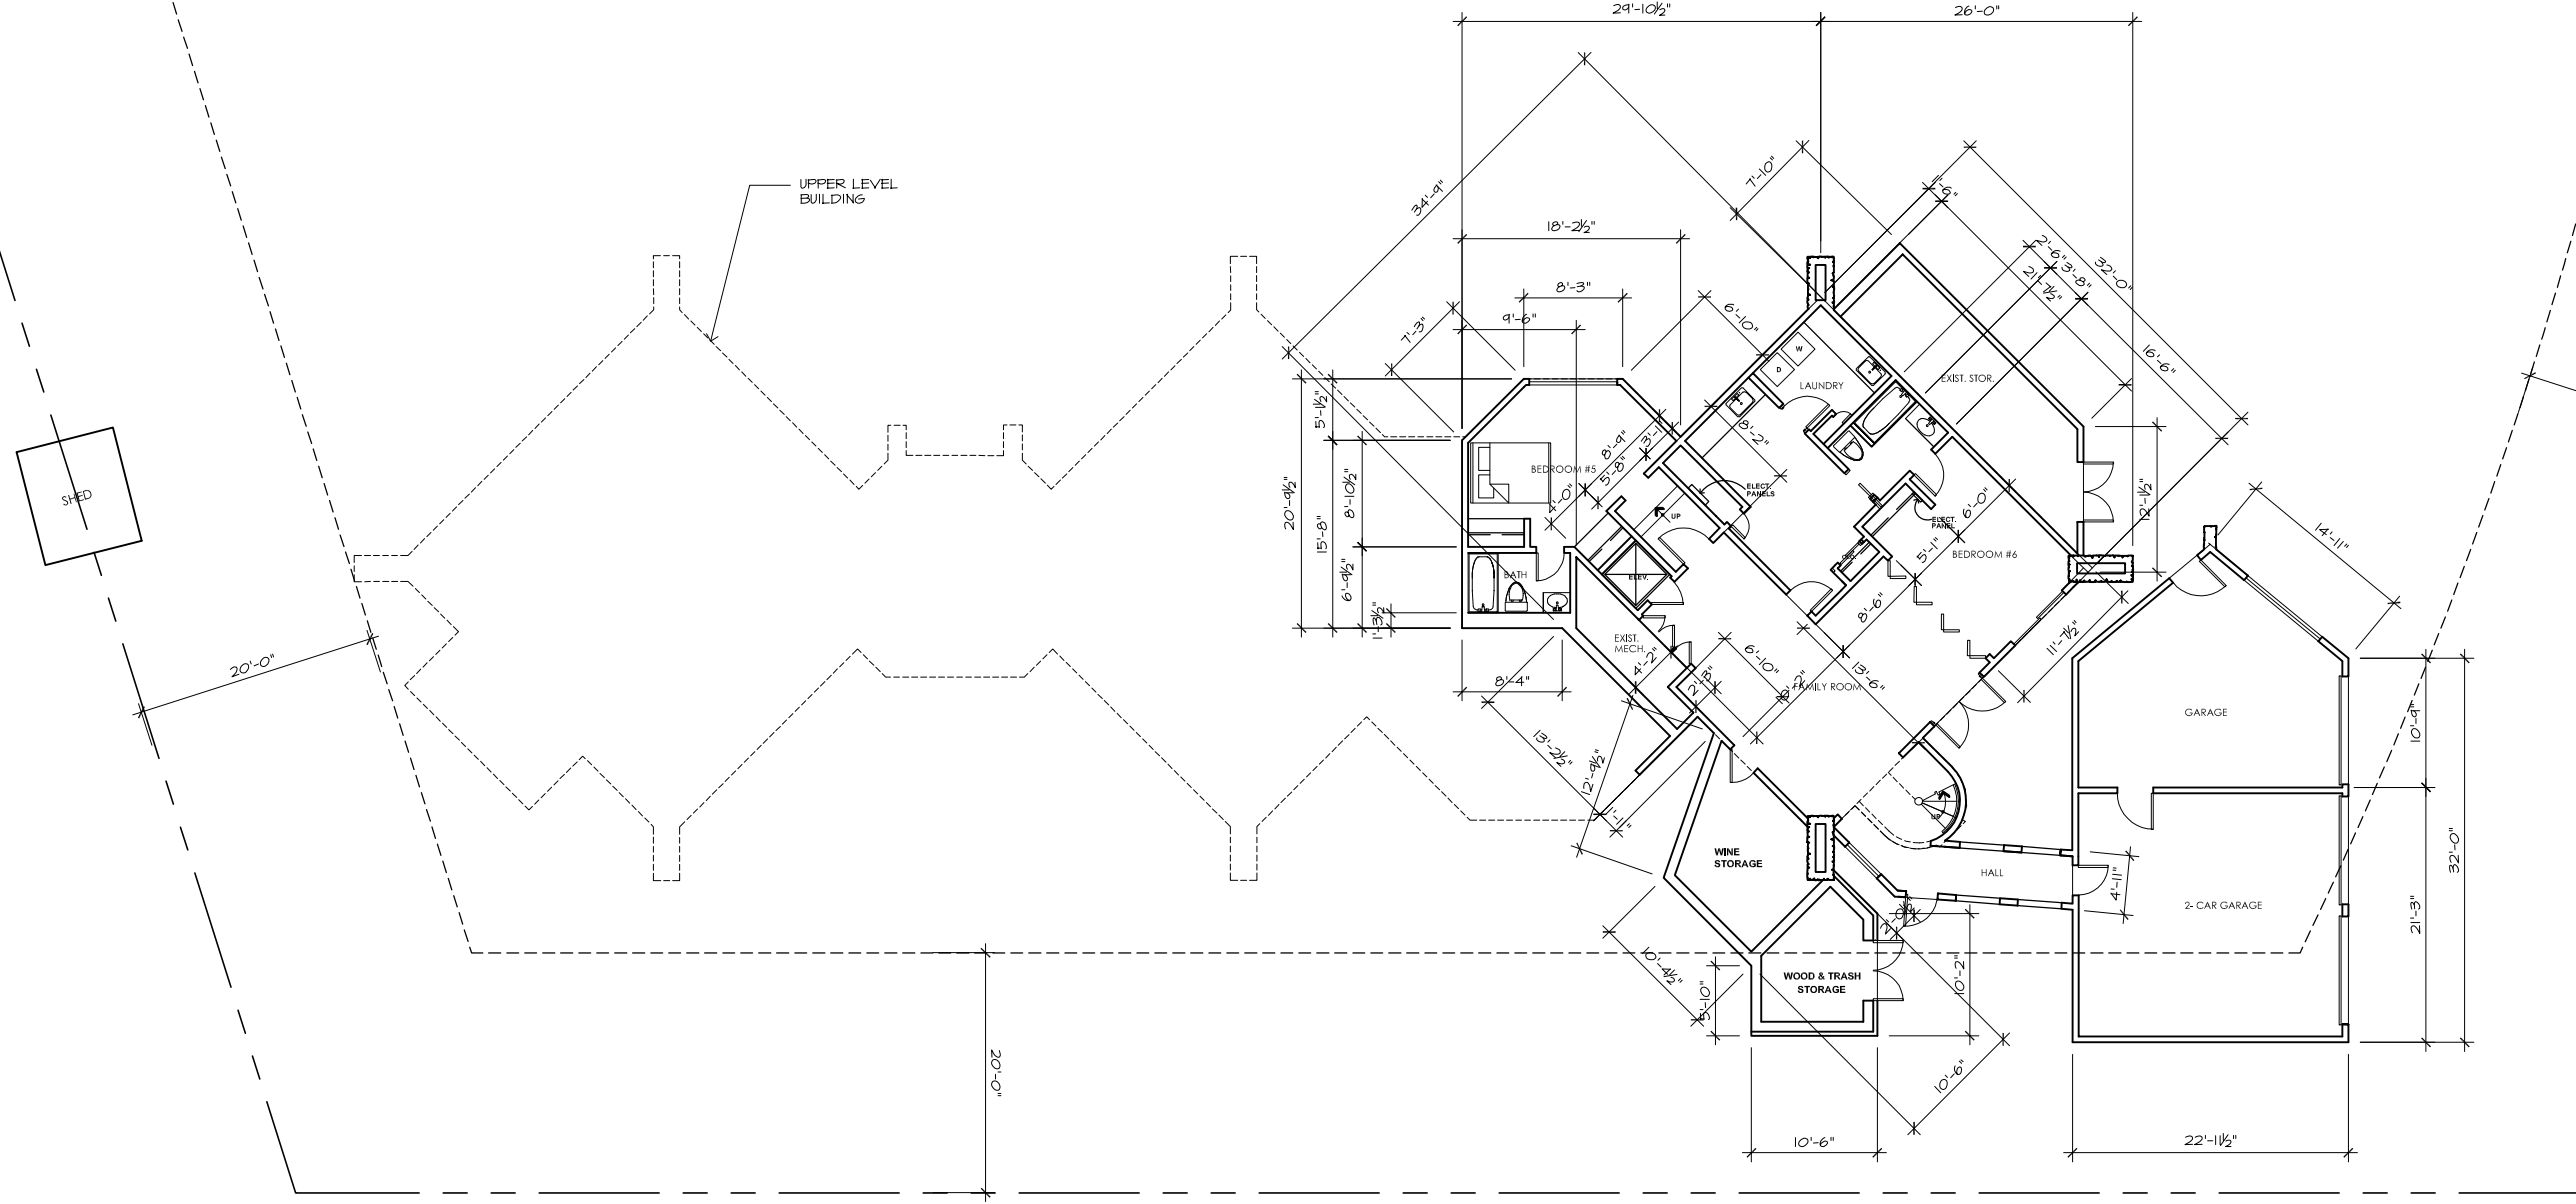 29'-10½"
26'-0"
UPPER LEVEL
BUILDING
34'-9"
7'-10"
1'-6"
18'-2½"
2'-6"
3'-8"
32'-0"
21'-7½"
8'-3"
9'-6"
7'-3"
6'-10"
16'-6"
W
D
LAUNDRY
EXIST. STOR.
5'-1½"
8'-2"
8'-9"
5'-8"
BEDROOM #5
SHED
20'-9½"
15'-8"
8'-10½"
6'-9½"
1'-3½"
ELECT.
PANELS
UP
ELECT.
PANEL
6'-0"
5'-1"
BEDROOM #6
12'-1½"
14'-11"
BATH
ELEV.
8'-6"
11'-7½"
EXIST.
MECH.
4'-2"
6'-10"
2'-8"
FAMILY ROOM
13'-6"
20'-0"
8'-4"
13'-2½"
12'-9½"
1'-1"
GARAGE
10'-9"
32'-0"
UP
WINE
STORAGE
HALL
4'-11"
2- CAR GARAGE
21'-3"
10'-4½"
5'-10"
WOOD & TRASH
STORAGE
10'-2"
20'-0"
10'-6"
10'-6"
22'-11½"